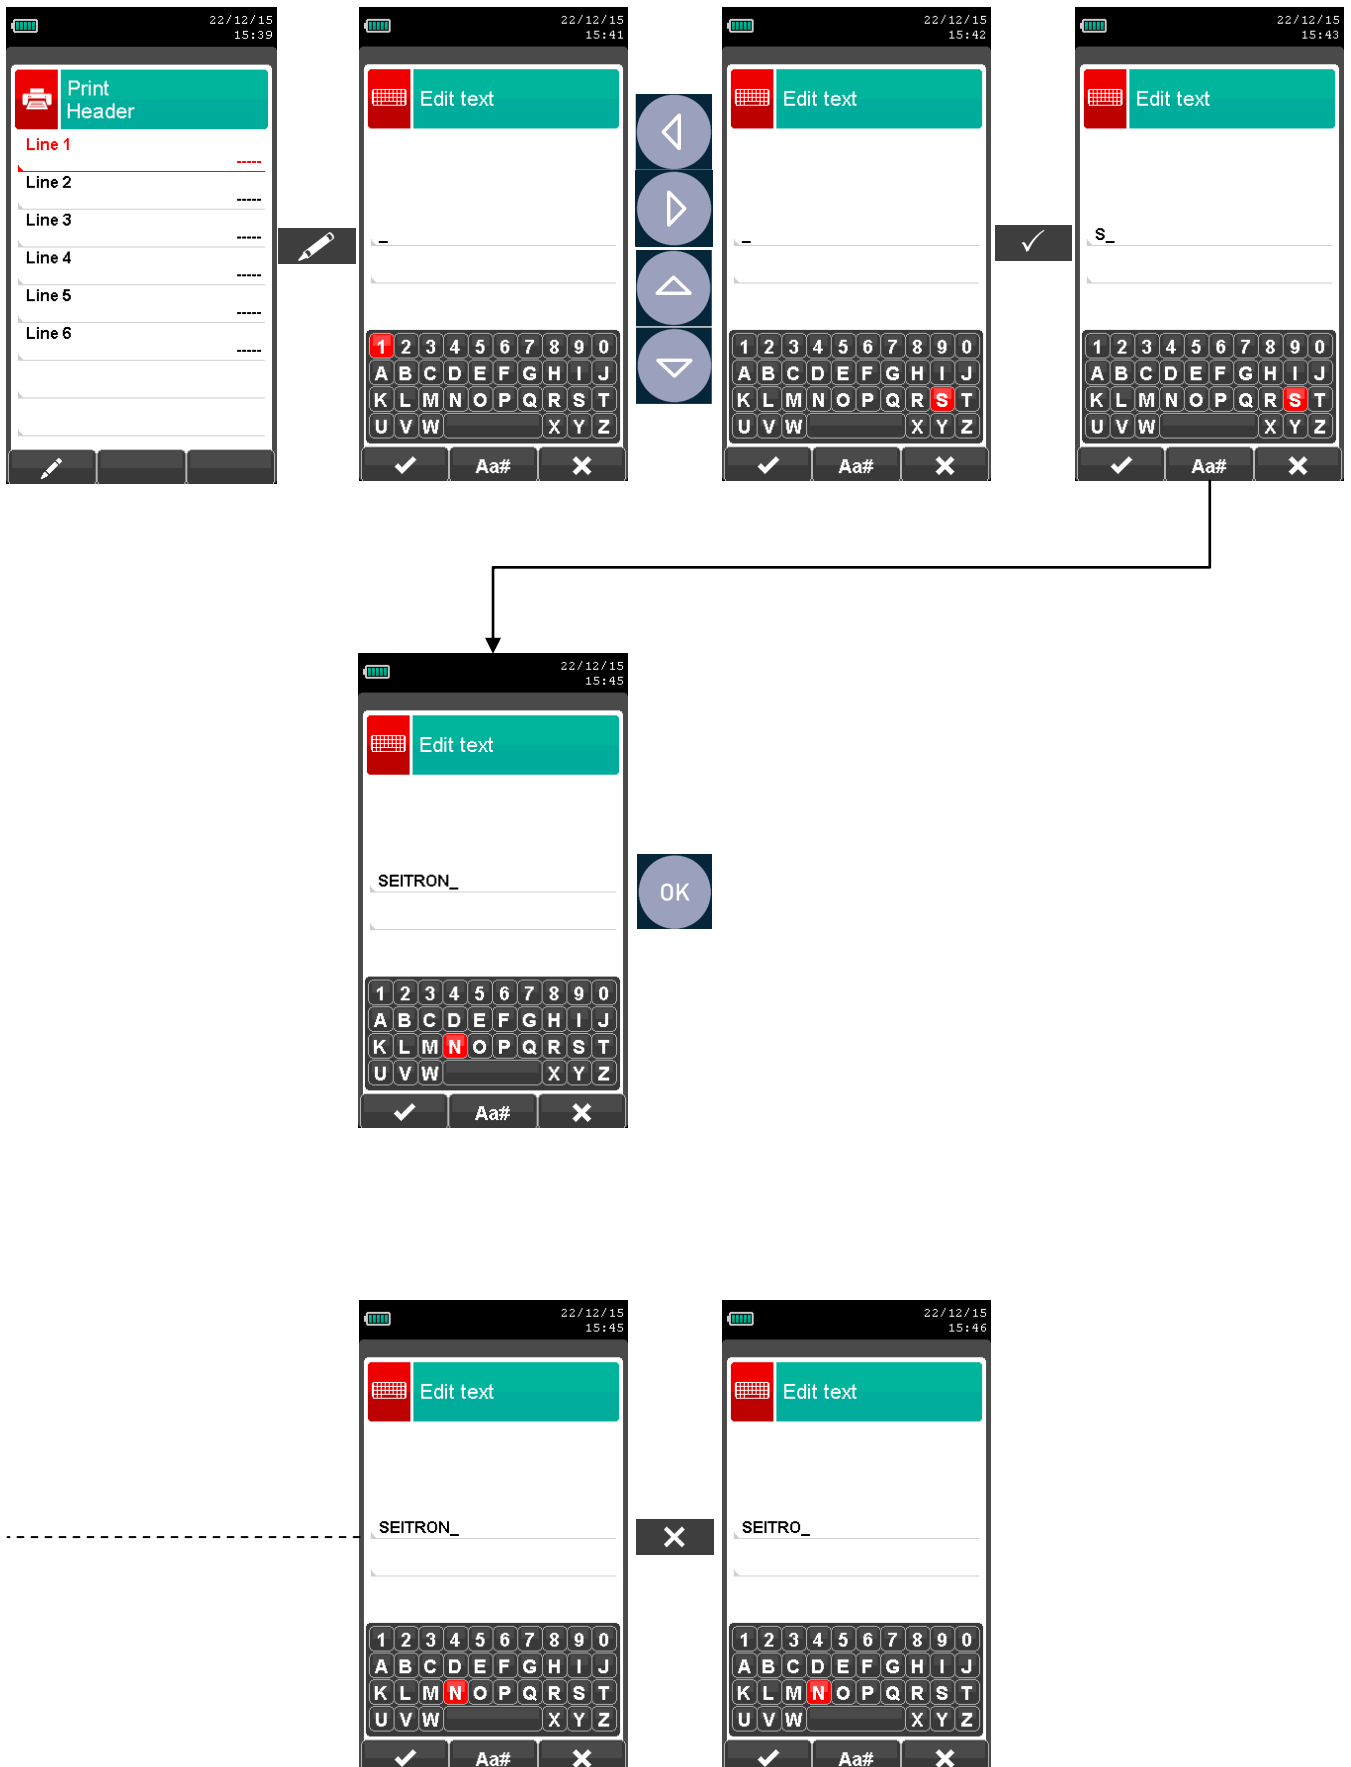 22/12/15
15:39
Print
Header
Line 1
-----
Line 2
-----
Line 3
-----
Line 4
-----
Line 5
-----
Line 6
-----
22/12/15
15:41
Edit text
_
1 2 3 4 5 6 7 8 9 0
A B C D E F G H I J
K L M N O P Q R S T
U V W X Y Z
Aa#
22/12/15
15:42
Edit text
_
1 2 3 4 5 6 7 8 9 0
A B C D E F G H I J
K L M N O P Q R S T
U V W X Y Z
Aa#
22/12/15
15:43
Edit text
S_
1 2 3 4 5 6 7 8 9 0
A B C D E F G H I J
K L M N O P Q R S T
U V W X Y Z
Aa#
22/12/15
15:45
Edit text
SEITRON_
1 2 3 4 5 6 7 8 9 0
A B C D E F G H I J
K L M N O P Q R S T
U V W X Y Z
Aa#
OK
22/12/15
15:45
Edit text
SEITRON_
1 2 3 4 5 6 7 8 9 0
A B C D E F G H I J
K L M N O P Q R S T
U V W X Y Z
Aa#
22/12/15
15:46
Edit text
SEITRO_
1 2 3 4 5 6 7 8 9 0
A B C D E F G H I J
K L M N O P Q R S T
U V W X Y Z
Aa#